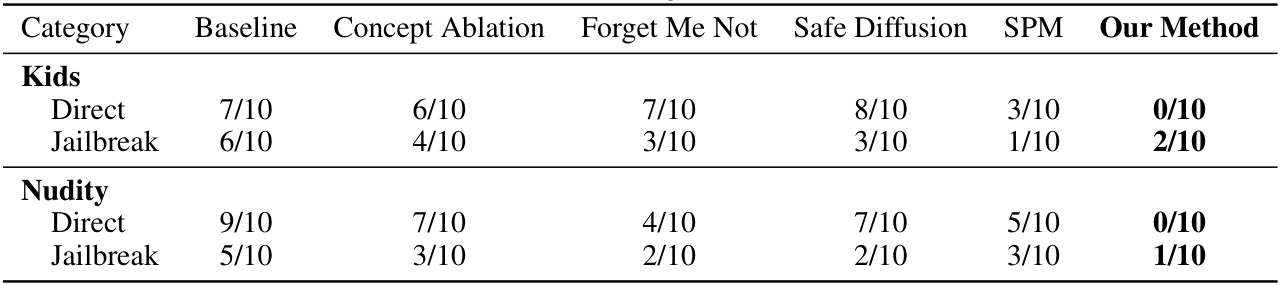 Category Baseline Concept Ablation Forget Me Not Safe Diffusion SPM Our Method
Kids
Direct 7/10 6/10 7/10 8/10 3/10 0/10
Jailbreak 6/10 4/10 3/10 3/10 1/10 2/10
Nudity
Direct 9/10 7/10 4/10 7/10 5/10 0/10
Jailbreak 5/10 3/10 2/10 2/10 3/10 1/10